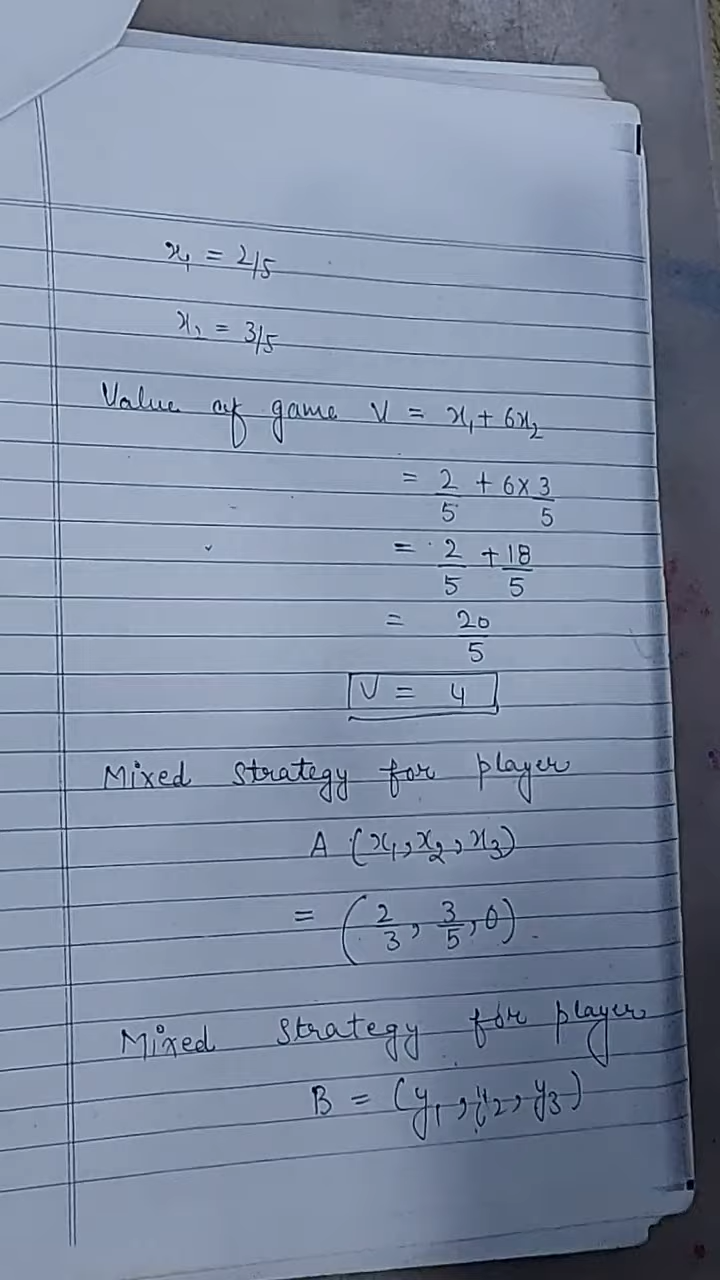 x₁ = 2/5
x₂ = 3/5
Value of game V = x₁ + 6x₂
= 2/5 + 6 × 3/5
= 2/5 + 18/5
= 20/5
V = 4
Mixed strategy for player
A (x₁, x₂, x₃)
= (2/3, 3/5, 0)
Mixed strategy for player
B = (y₁, y₂, y₃)